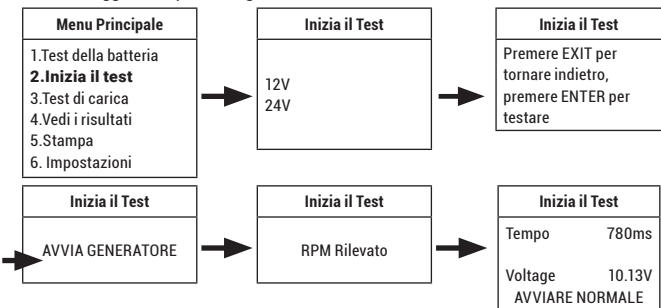 Menu Principale
1.Test della batteria
2.Inizia il test
3.Test di carica
4.Vedi i risultati
5.Stampa
6. Impostazioni
Inizia il Test
12V
24V
Inizia il Test
Premere EXIT per
tornare indietro,
premere ENTER per
testare
Inizia il Test
AVVIA GENERATORE
Inizia il Test
RPM Rilevato
Inizia il Test
Tempo 780ms
Voltage 10.13V
AVVIARE NORMALE